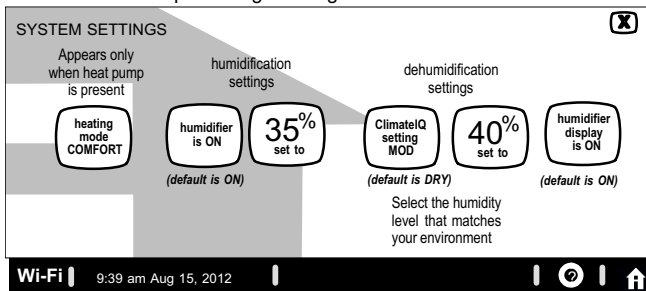 SYSTEM SETTINGS
X
Appears only
when heat pump
is present
humidification
settings
dehumidification
settings
heating
mode
COMFORT
humidifier
is ON
35%
set to
ClimateIQ
setting
MOD
40%
set to
humidifier
display
is ON
(default is ON)
(default is DRY)
(default is ON)
Select the humidity
level that matches
your environment
Wi-Fi
9:39 am Aug 15, 2012
?